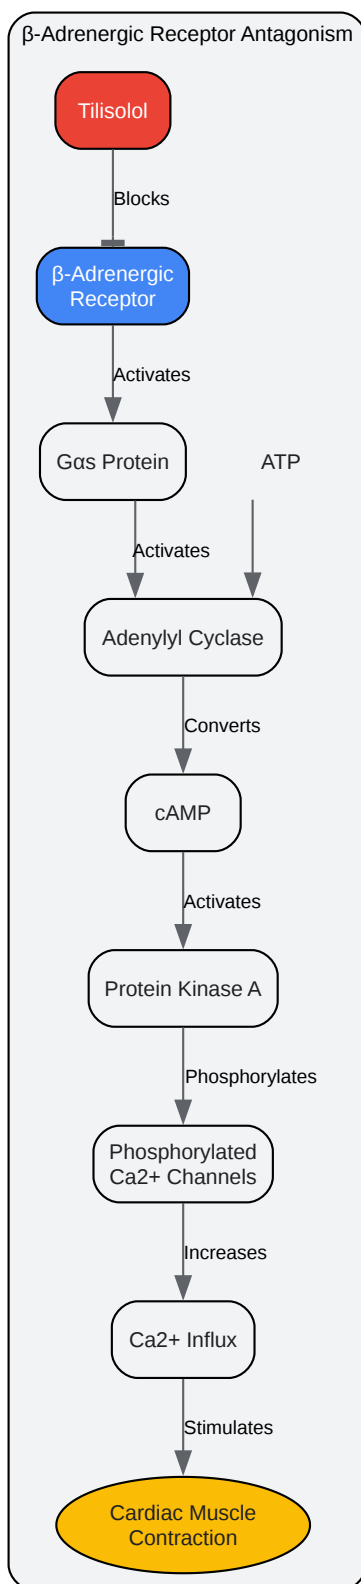 β-Adrenergic Receptor Antagonism
Tilisolol
Blocks
β-Adrenergic
Receptor
Activates
Gαs Protein
ATP
Activates
Adenylyl Cyclase
Converts
cAMP
Activates
Protein Kinase A
Phosphorylates
Phosphorylated
Ca2+ Channels
Increases
Ca2+ Influx
Stimulates
Cardiac Muscle
Contraction